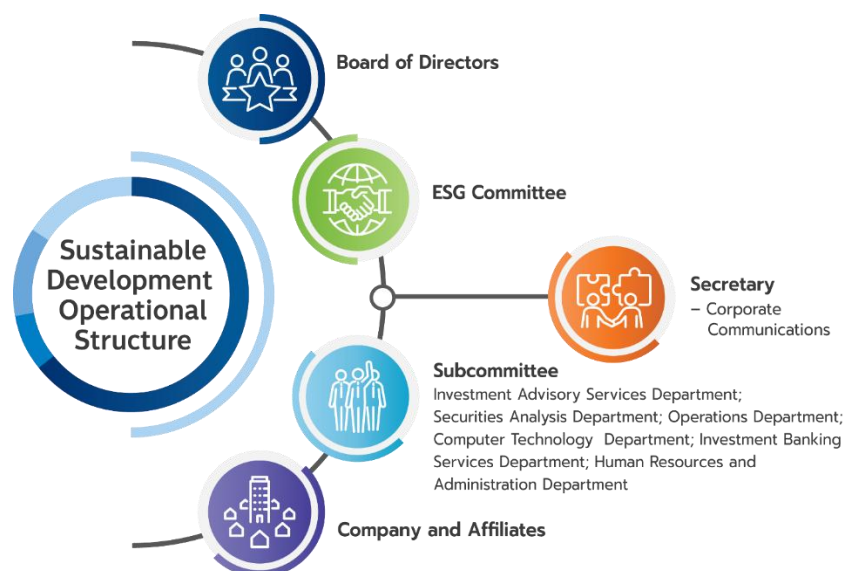 Board of Directors
ESG Committee
Sustainable
Development
Operational
Structure
Secretary
– Corporate
Communications
Subcommittee
Investment Advisory Services Department;
Securities Analysis Department; Operations Department;
Computer Technology Department; Investment Banking
Services Department; Human Resources and
Administration Department
Company and Affiliates